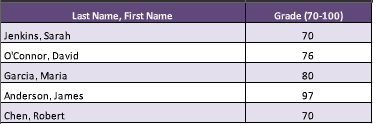 Last Name, First Name Grade (70-100)
Jenkins, Sarah 70
O'Connor, David 76
Garcia, Maria 80
Anderson, James 97
Chen, Robert 70